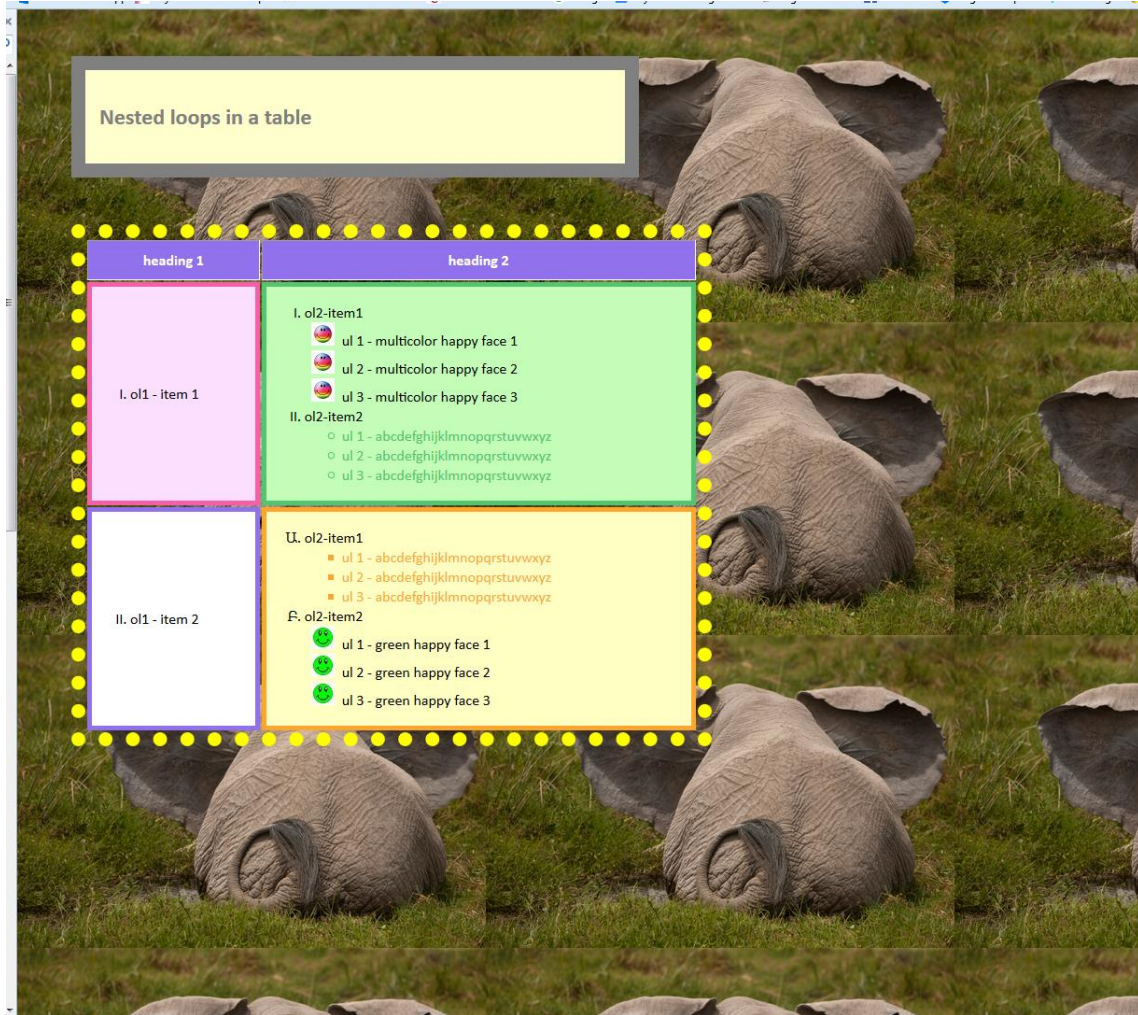 Nested loops in a table
heading 1
heading 2
I. ol1 - item 1
I. ol2-item1
ul 1 - multicolor happy face 1
ul 2 - multicolor happy face 2
ul 3 - multicolor happy face 3
II. ol2-item2
ul 1 - abcdefghijklmnopqrstuvwxyz
ul 2 - abcdefghijklmnopqrstuvwxyz
ul 3 - abcdefghijklmnopqrstuvwxyz
II. ol1 - item 2
Ա. ol2-item1
ul 1 - abcdefghijklmnopqrstuvwxyz
ul 2 - abcdefghijklmnopqrstuvwxyz
ul 3 - abcdefghijklmnopqrstuvwxyz
Բ. ol2-item2
ul 1 - green happy face 1
ul 2 - green happy face 2
ul 3 - green happy face 3